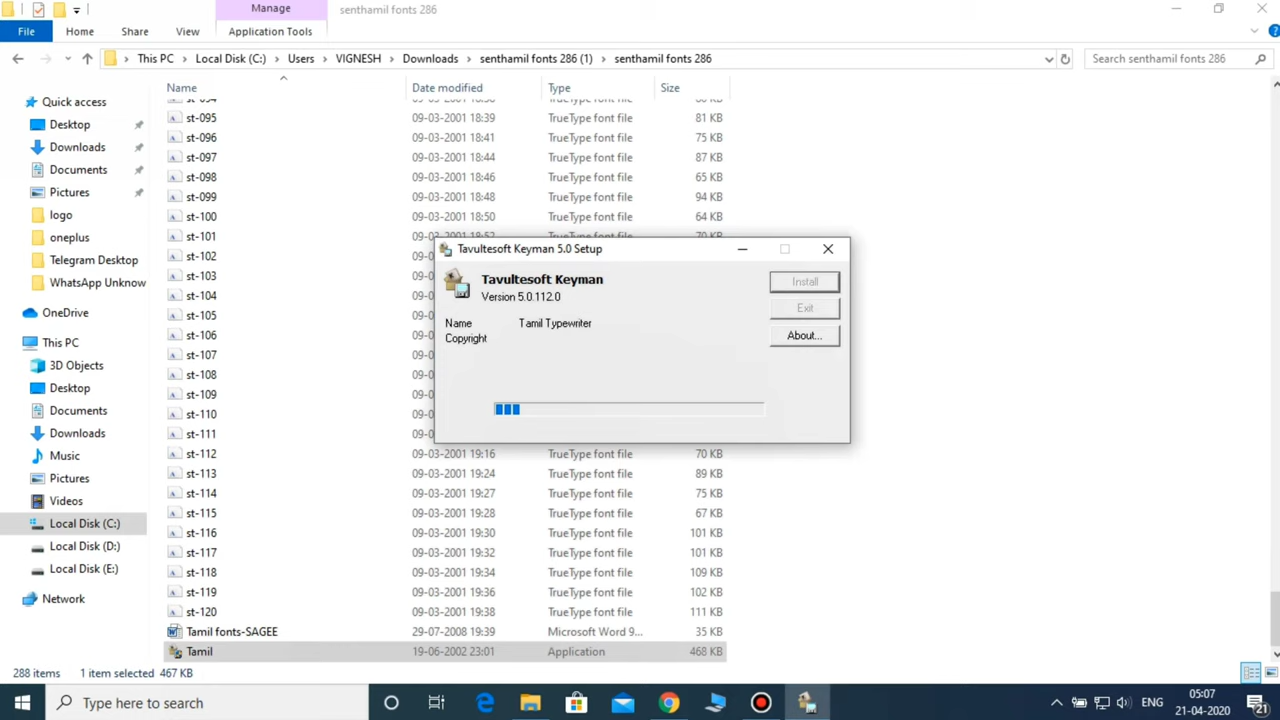 Manage
senthamil fonts 286
File
Home
Share
View
Application Tools
This PC
Local Disk (C:)
Users
VIGNESH
Downloads
senthamil fonts 286 (1)
senthamil fonts 286
Search senthamil fonts 286
Name
Date modified
Type
Size
Quick access
Desktop
Downloads
Documents
Pictures
logo
oneplus
Telegram Desktop
WhatsApp Unknow
OneDrive
This PC
3D Objects
Desktop
Documents
Downloads
Music
Pictures
Videos
Local Disk (C:)
Local Disk (D:)
Local Disk (E:)
Network
st-095 09-03-2001 18:39 TrueType font file 81 KB
st-096 09-03-2001 18:41 TrueType font file 75 KB
st-097 09-03-2001 18:44 TrueType font file 87 KB
st-098 09-03-2001 18:46 TrueType font file 65 KB
st-099 09-03-2001 18:48 TrueType font file 94 KB
st-100 09-03-2001 18:50 TrueType font file 64 KB
st-101
st-102
st-103
st-104
st-105
st-106
st-107
st-108
st-109
st-110
st-111
st-112 09-03-2001 19:16 TrueType font file 70 KB
st-113 09-03-2001 19:24 TrueType font file 89 KB
st-114 09-03-2001 19:27 TrueType font file 75 KB
st-115 09-03-2001 19:28 TrueType font file 67 KB
st-116 09-03-2001 19:30 TrueType font file 101 KB
st-117 09-03-2001 19:32 TrueType font file 101 KB
st-118 09-03-2001 19:34 TrueType font file 109 KB
st-119 09-03-2001 19:36 TrueType font file 102 KB
st-120 09-03-2001 19:38 TrueType font file 111 KB
Tamil fonts-SAGEE 29-07-2008 19:39 Microsoft Word 9... 35 KB
Tamil 19-06-2002 23:01 Application 468 KB
Tavultesoft Keyman 5.0 Setup
Tavultesoft Keyman
Version 5.0.112.0
Name Tamil Typewriter
Copyright
Install
Exit
About...
288 items 1 item selected 467 KB
Type here to search
ENG
05:07
21-04-2020
21